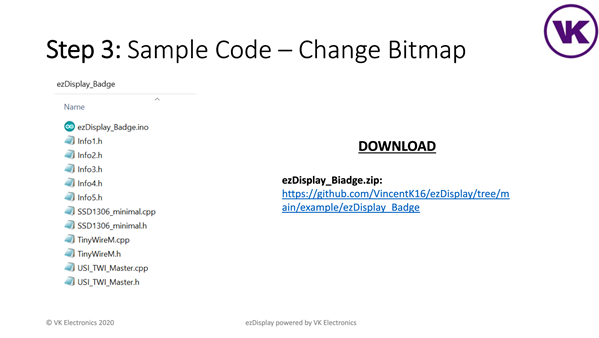 VK
Step 3: Sample Code – Change Bitmap
ezDisplay_Badge
Name
ezDisplay_Badge.ino
Info1.h
Info2.h
Info3.h
Info4.h
Info5.h
SSD1306_minimal.cpp
SSD1306_minimal.h
TinyWireM.cpp
TinyWireM.h
USI_TWI_Master.cpp
USI_TWI_Master.h
DOWNLOAD
ezDisplay_Biadge.zip:
https://github.com/VincentK16/ezDisplay/tree/m
ain/example/ezDisplay_Badge
© VK Electronics 2020
ezDisplay powered by VK Electronics